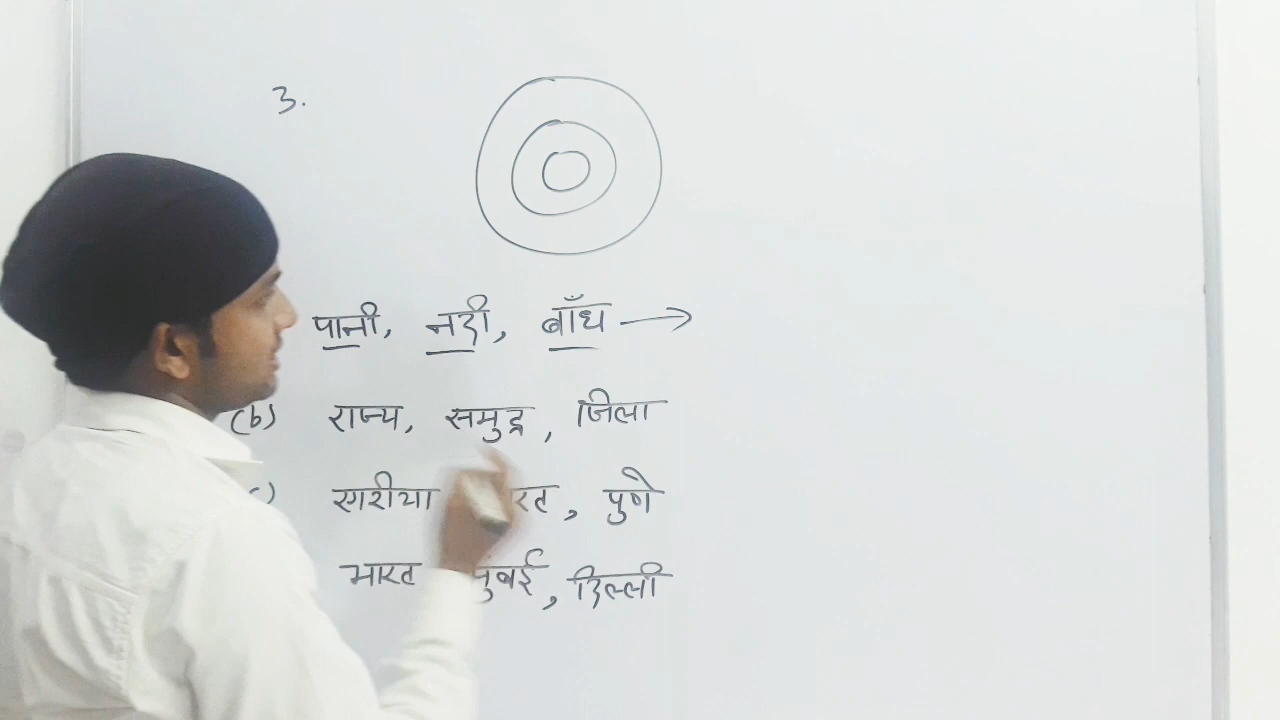 3.
पानी, नदी, बाँध →
(b) राज्य, समुद्र, जिला
c) एशीया रत, पुणे
भारत मुंबई, दिल्ली